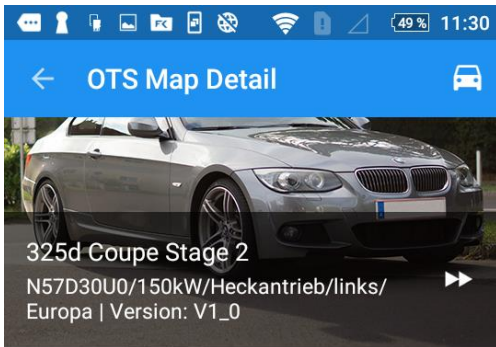 49 % 11:30
OTS Map Detail
325d Coupe Stage 2
N57D30U0/150kW/Heckantrieb/links/
Europa | Version: V1_0